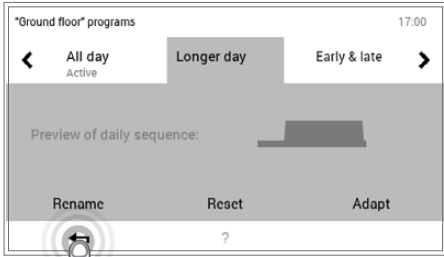 "Ground floor" programs 17:00
All day Longer day Early & late
Active
Preview of daily sequence:
Rename Reset Adapt
?